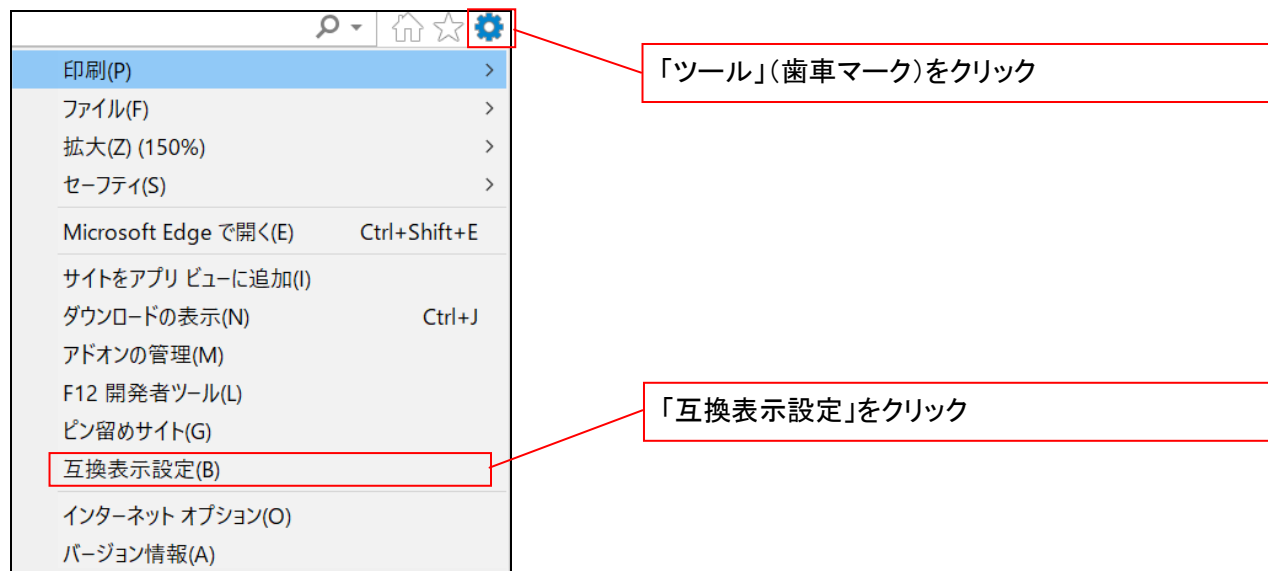 「ツール」(歯車マーク)をクリック
印刷(P)
ファイル(F)
拡大(Z) (150%)
セーフティ(S)
Microsoft Edge で開く(E) Ctrl+Shift+E
サイトをアプリ ビューに追加(I)
ダウンロードの表示(N) Ctrl+J
アドオンの管理(M)
F12 開発者ツール(L)
「互換表示設定」をクリック
ピン留めサイト(G)
互換表示設定(B)
インターネット オプション(O)
バージョン情報(A)